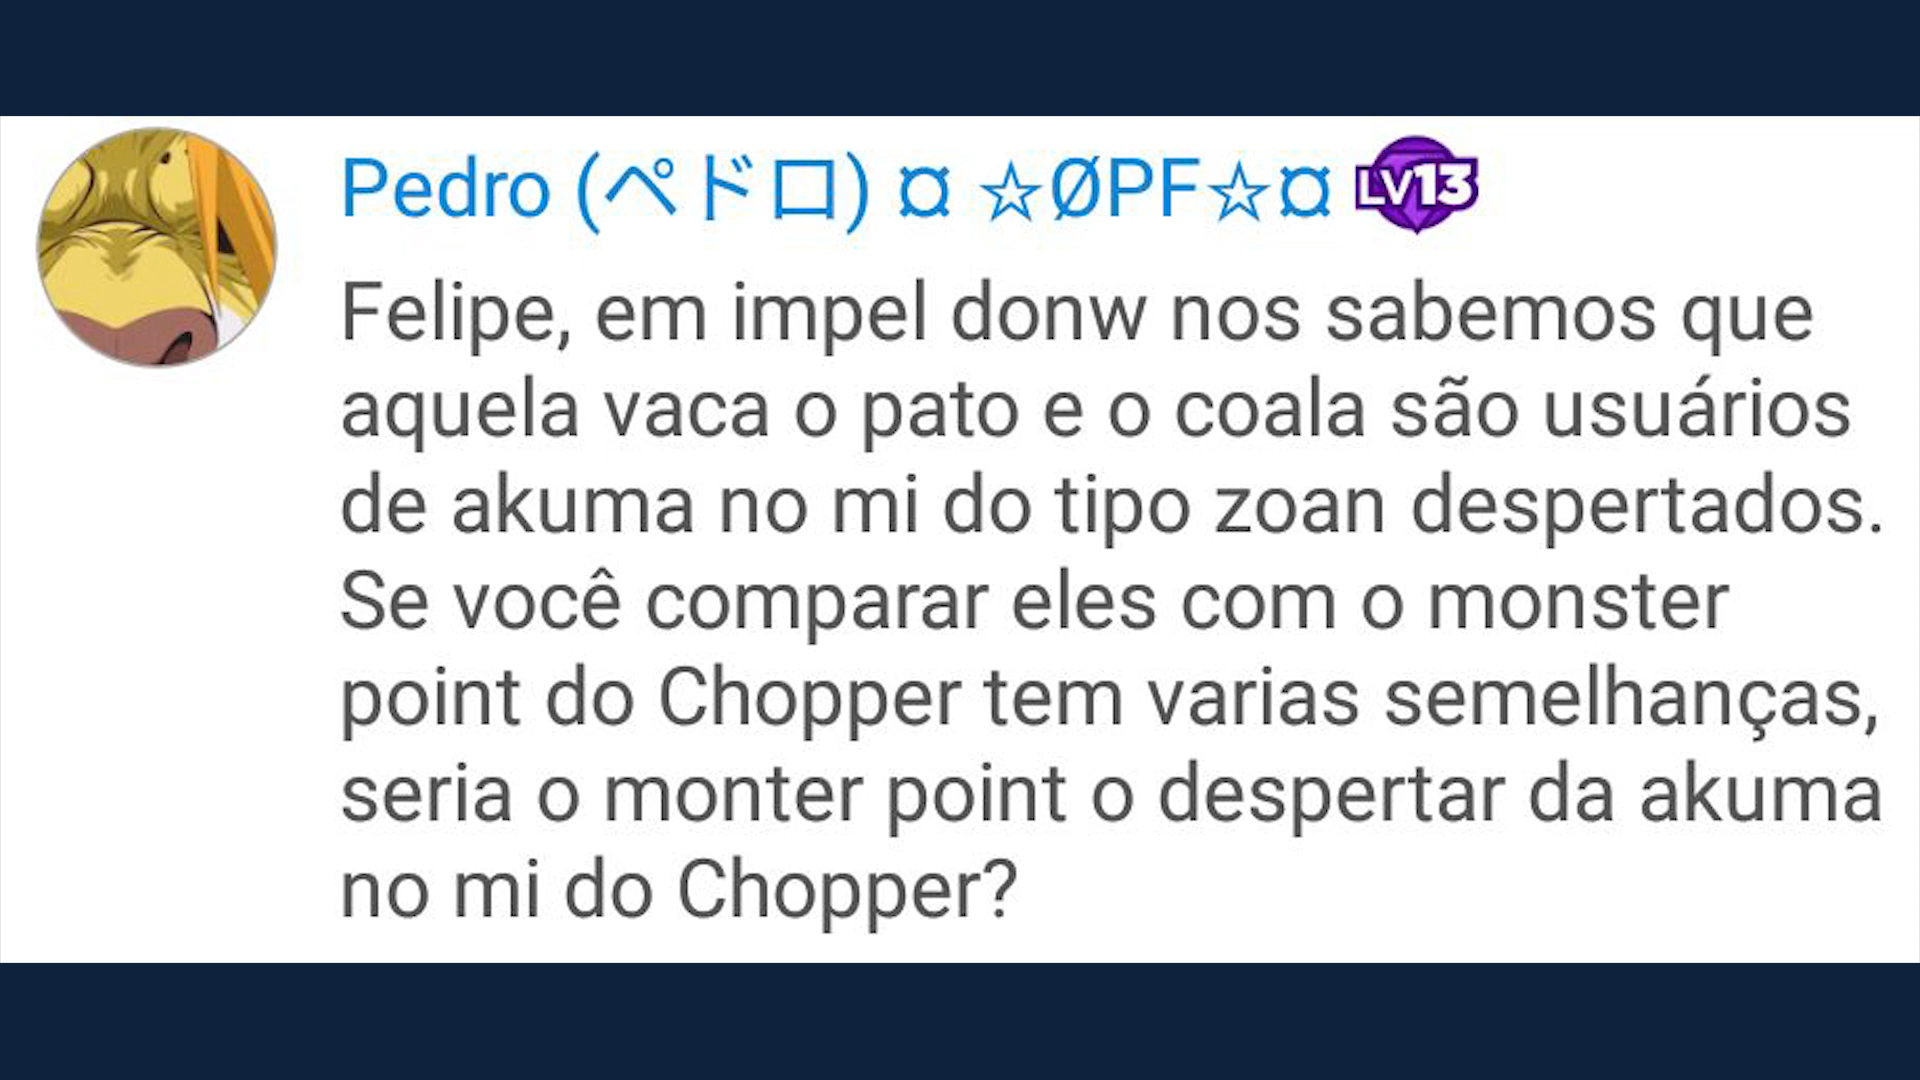 Pedro (ペドロ) ¤ ☆ØPF☆¤ LV13
Felipe, em impel donw nos sabemos que
aquela vaca o pato e o coala são usuários
de akuma no mi do tipo zoan despertados.
Se você comparar eles com o monster
point do Chopper tem varias semelhanças,
seria o monter point o despertar da akuma
no mi do Chopper?